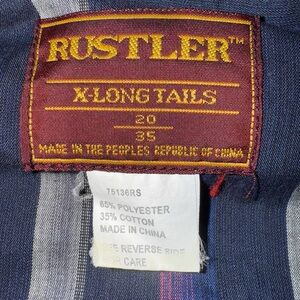 RUSTLER™
X-LONG TAILS
20
35
MADE IN THE PEOPLES REPUBLIC OF CHINA
75136RS
65% POLYESTER
35% COTTON
MADE IN CHINA
REVERSE SIDE
CARE